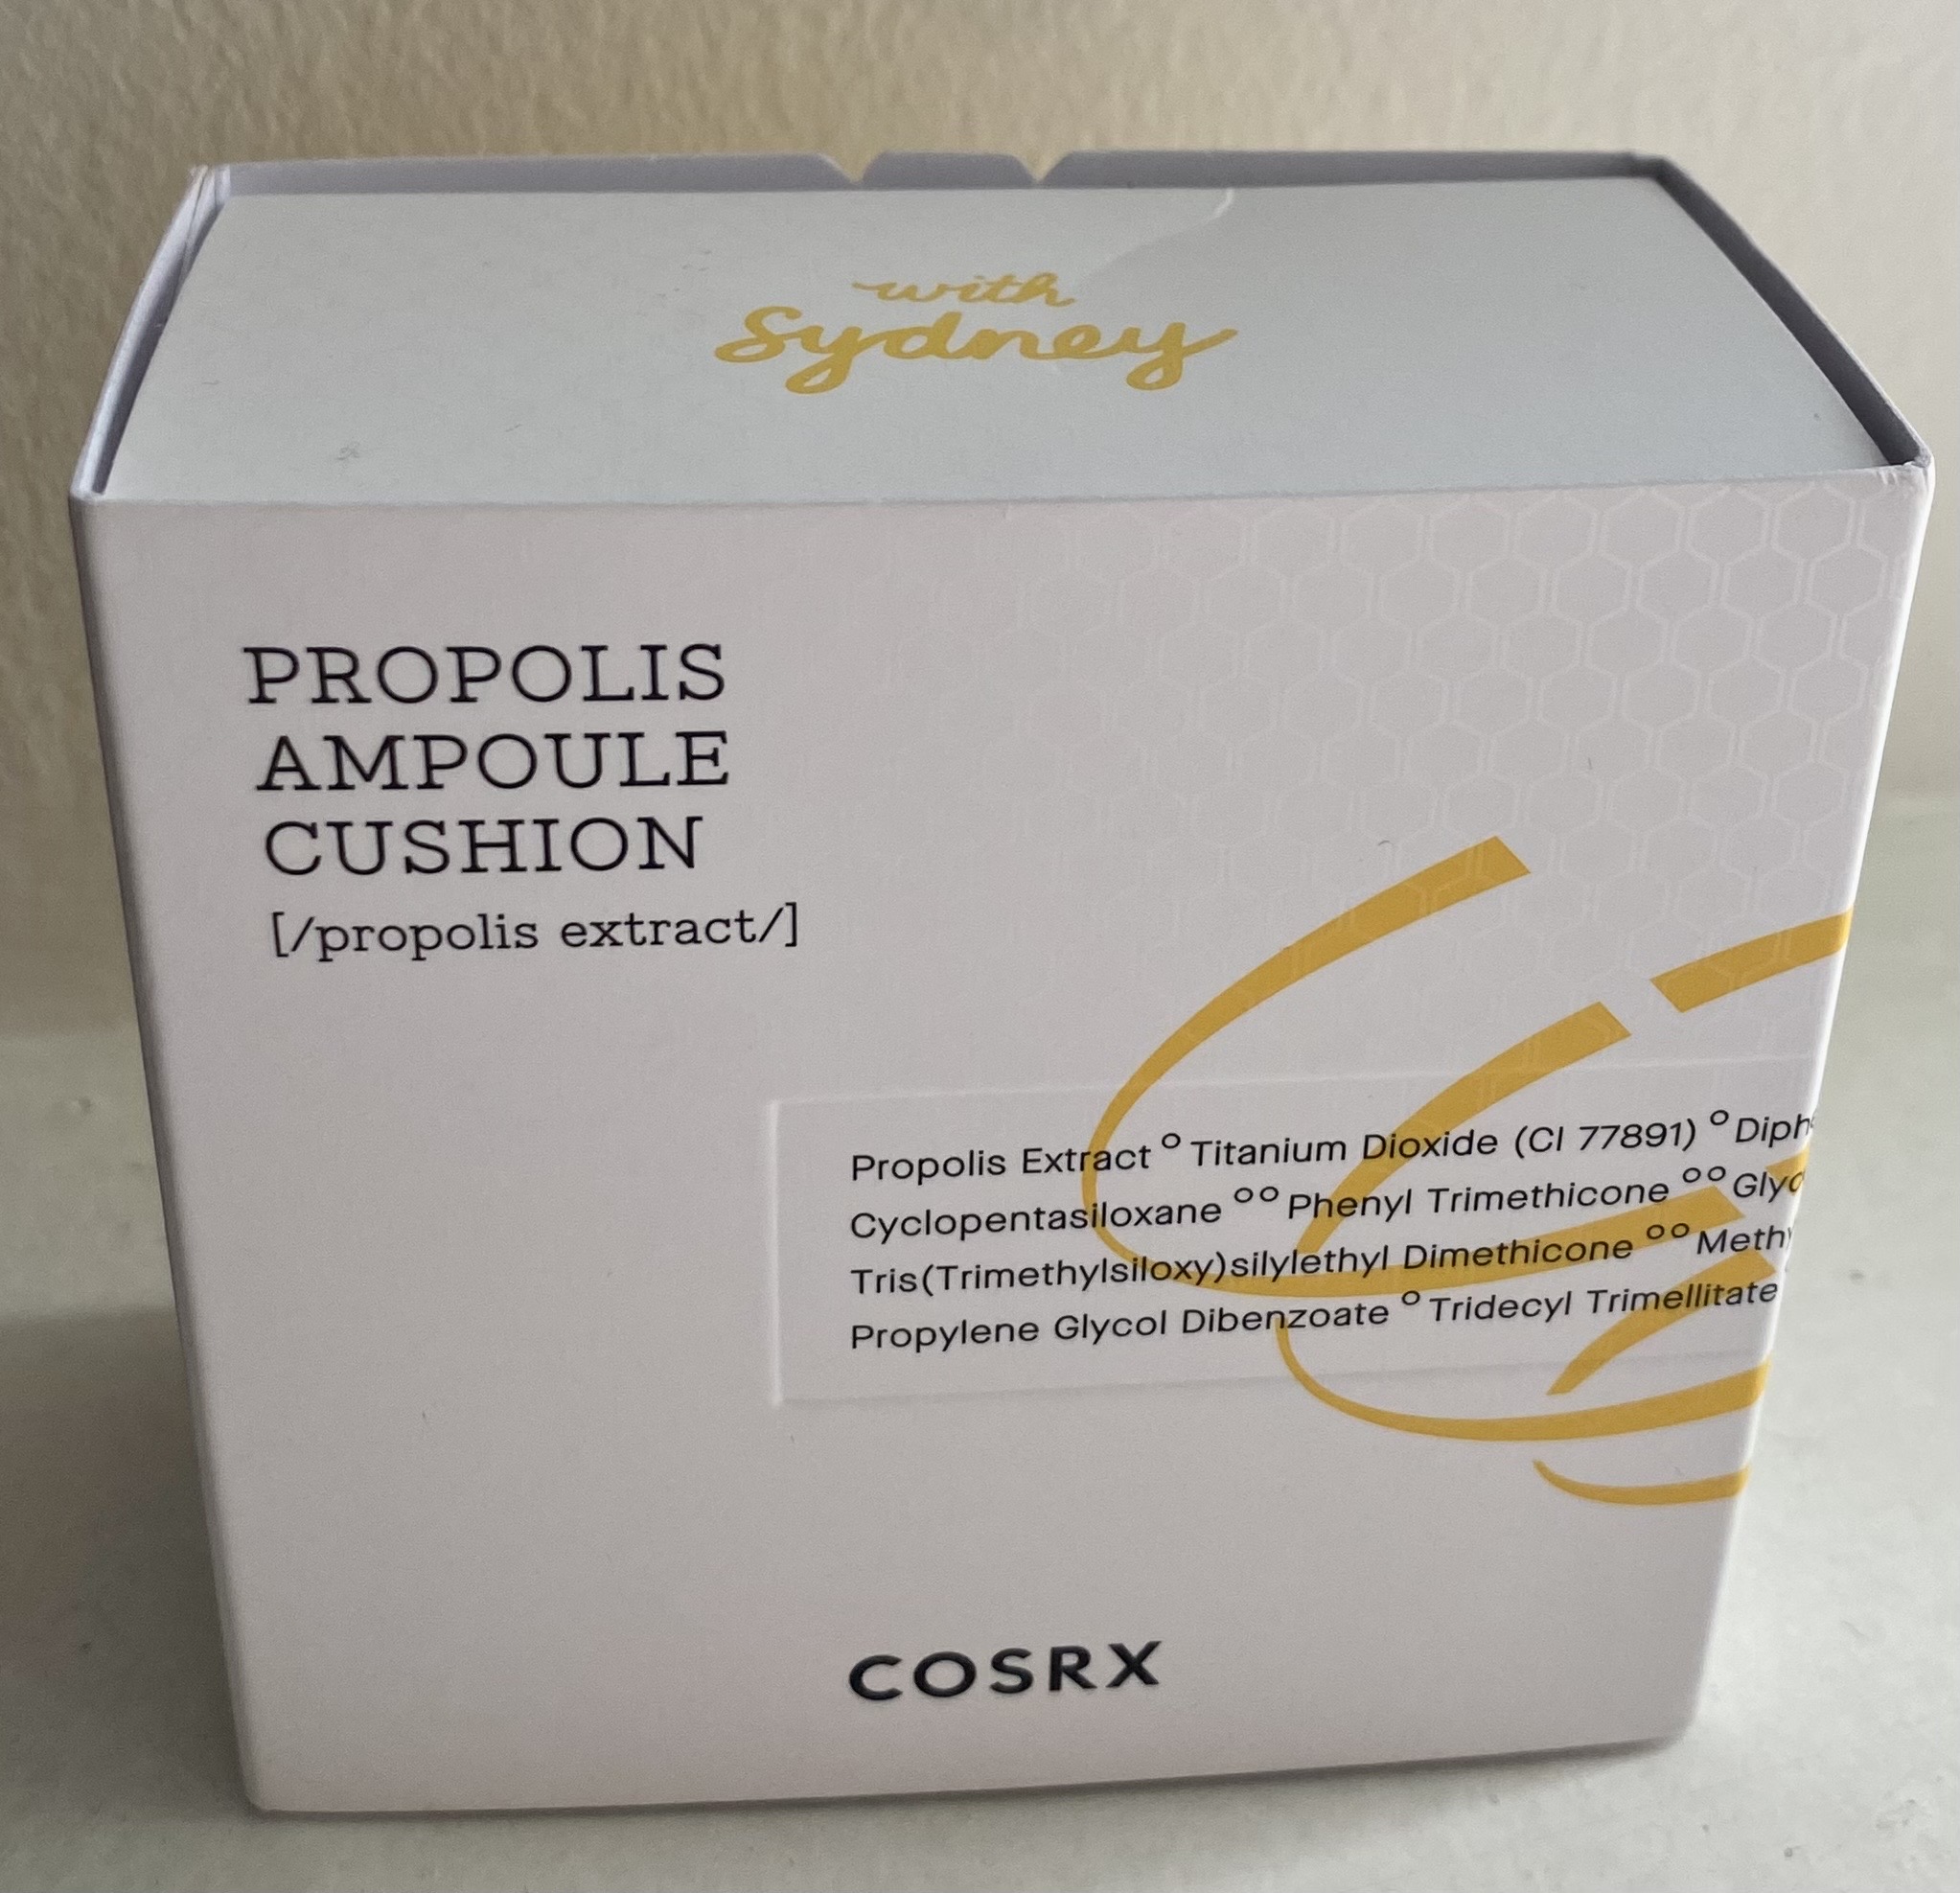 with
Sydney
PROPOLIS
AMPOULE
CUSHION
[/propolis extract/]
Propolis Extract ° Titanium Dioxide (CI 77891) °
Cyclopentasiloxane °° Phenyl Trimethicone °°
Tris(Trimethylsiloxy)silylethyl Dimethicone °°
Propylene Glycol Dibenzoate ° Tridecyl Trimellitate
COSRX